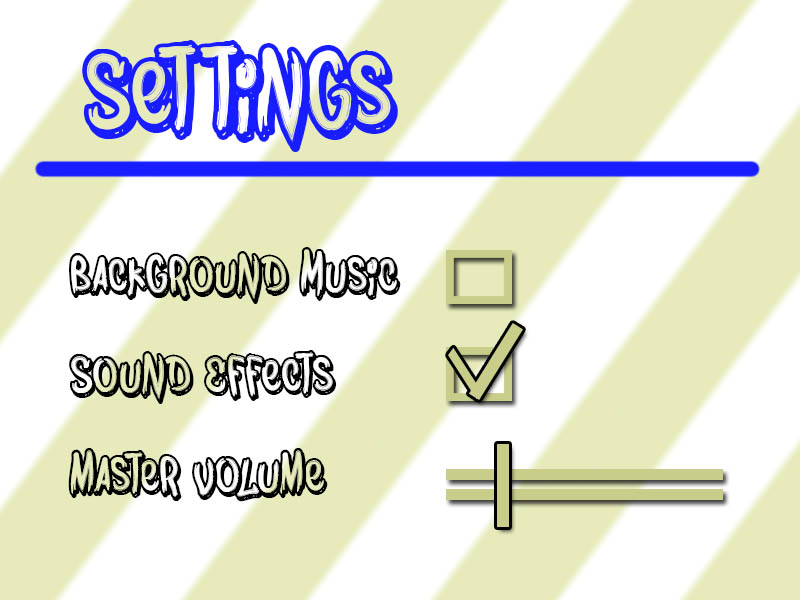 SETTINGS
BACKGROUND MUSIC
SOUND EFFECTS
MASTER VOLUME